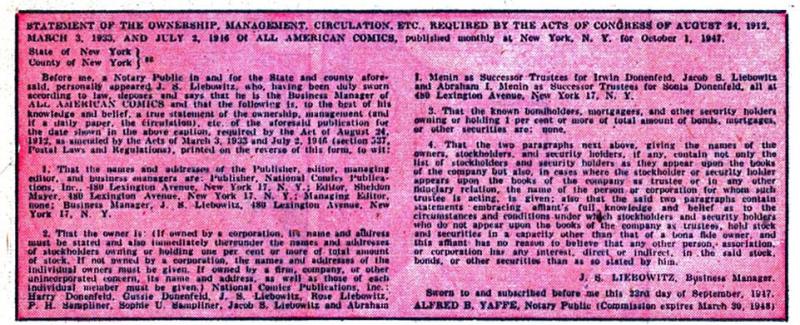 STATEMENT OF THE OWNERSHIP, MANAGEMENT, CIRCULATION, ETC., REQUIRED BY THE ACTS OF CONGRESS OF AUGUST 24, 1912,
MARCH 3, 1933, AND JULY 2, 1946 Of ALL AMERICAN COMICS, published monthly at New York, N. Y. for October 1, 1947.
State of New York }
County of New York } ss
Before me, a Notary Public in and for the State and county afore-
said, personally appeared J. S. Liebowitz, who, having been duly sworn
according to law, deposes and says that he is the Business Manager of
ALL AMERICAN COMICS and that the following is, to the best of his
knowledge and belief, a true statement of the ownership, management (and
if a daily paper, the circulation), etc. of the aforesaid publication for
the date shown in the above caption, required by the Act of August 24,
1912, as amended by the Acts of March 3, 1933 and July 2, 1946 (section 537,
Postal Laws and Regulations), printed on the reverse of this form, to wit:
1. That the names and addresses of the Publisher, editor, managing
editor, and business managers are: Publisher, National Comics Publica-
tions, Inc., 480 Lexington Avenue, New York 17, N. Y.; Editor, Sheldon
Mayer, 480 Lexington Avenue, New York 17, N. Y.; Managing Editor,
none; Business Manager, J. S. Liebowitz, 480 Lexington Avenue, New
York 17, N. Y.
2. That the owner is: (If owned by a corporation, its name and address
must be stated and also immediately thereunder the names and addresses
of stockholders owning or holding one per cent or more of total amount
of stock. If not owned by a corporation, the names and addresses of the
individual owners must be given. If owned by a firm, company, or other
unincorporated concern, its name and address, as well as those of each
individual member must be given.) National Comics Publications, Inc.:
Harry Donenfeld, Gussie Donenfeld, J. S. Liebowitz, Rose Liebowitz,
P. H. Sampliner, Sophie U. Sampliner, Jacob S. Liebowitz and Abraham
I. Menin as Successor Trustees for Irwin Donenfeld, Jacob S. Liebowitz
and Abraham I. Menin as Successor Trustees for Sonia Donenfeld, all at
480 Lexington Avenue, New York 17, N. Y.
3. That the known bondholders, mortgagees, and other security holders
owning or holding 1 per cent or more of total amount of bonds, mortgages,
or other securities are: none.
4. That the two paragraphs next above, giving the names of the
owners, stockholders, and security holders, if any, contain not only the
list of stockholders and security holders as they appear upon the books
of the company but also, in cases where the stockholder or security holder
appears upon the books of the company as trustee or in any other
fiduciary relation, the name of the person or corporation for whom such
trustee is acting, is given; also that the said two paragraphs contain
statements embracing affiant's full knowledge and belief as to the
circumstances and conditions under which stockholders and security holders
who do not appear upon the books of the company as trustees, hold stock
and securities in a capacity other than that of a bona fide owner, and
this affiant has no reason to believe that any other person, association,
or corporation has any interest, direct or indirect, in the said stock,
bonds, or other securities than as so stated by him.
J. S. LIEBOWITZ, Business Manager.
Sworn to and subscribed before me this 23rd day of September, 1947.
ALFRED B. YAFFE, Notary Public (Commission expires March 30, 1948)